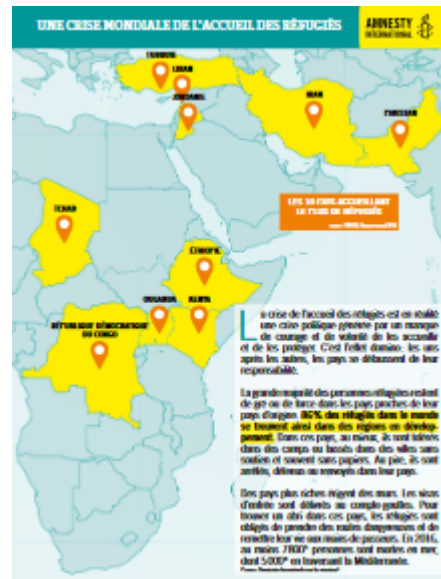 UNE CRISE MONDIALE DE L'ACCUEIL DES RÉFUGIÉS
AMNESTY
INTERNATIONAL
TURQUIE
LIBAN
JORDANIE
IRAN
PAKISTAN
LES 10 PAYS ACCUEILLANT
LE PLUS DE RÉFUGIÉS
TCHAD
ÉTHIOPIE
OUGANDA
KENYA
RÉPUBLIQUE DÉMOCRATIQUE
DU CONGO
La crise de l'accueil des réfugiés est en réalité
une crise politique générée par un manque
de courage et de volonté de les accueillir
et de les protéger. C'est l'effet domino : les uns
après les autres, les pays se défaussent de leur
responsabilité.
La grande majorité des personnes réfugiées restent
de gré ou de force dans les pays proches de leur
pays d'origine. 86% des réfugiés dans le monde
se trouvent ainsi dans des régions en dévelop-
pement. Dans ces pays, au mieux, ils sont tolérés
dans des camps ou laissés dans des villes sans
soutien et souvent sans papiers. Au pire, ils sont
arrêtés, détenus ou renvoyés dans leur pays.
Des pays plus riches érigent des murs. Les visas
d'entrée sont délivrés au compte-gouttes. Pour
trouver un abri dans ces pays, les réfugiés sont
obligés de prendre des routes dangereuses et de
remettre leur vie aux mains de passeurs. En 2016,
au moins 7800* personnes sont mortes en mer,
dont 5000* en traversant la Méditerranée.